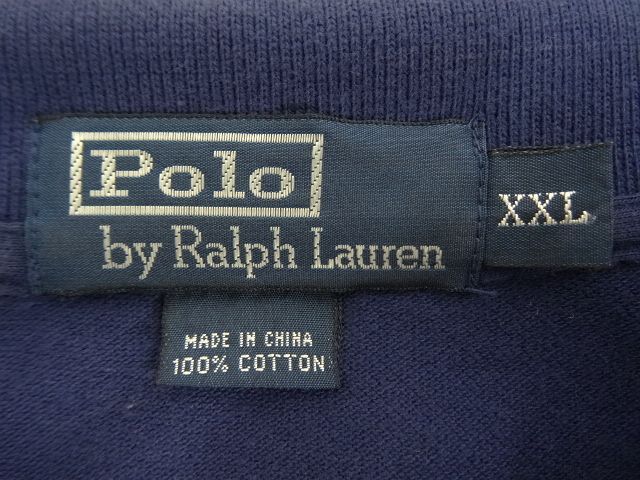 Polo
by Ralph Lauren
XXL
MADE IN CHINA
100% COTTON